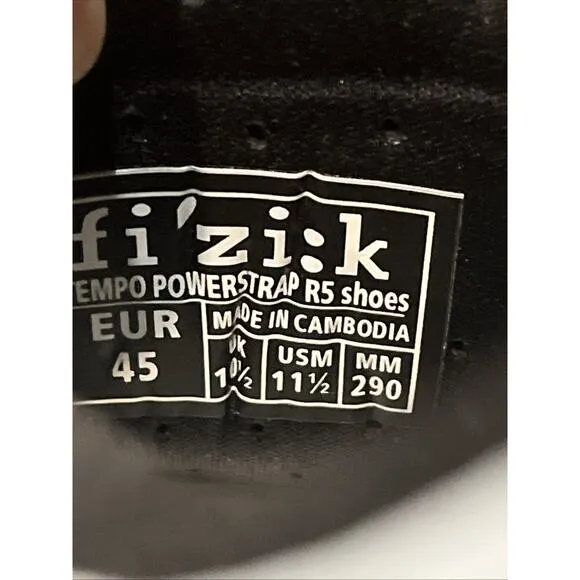 fi'zi:k
TEMPO POWERSTRAP R5 shoes
EUR 45
MADE IN CAMBODIA
UK 10½
USM 11½
MM 290